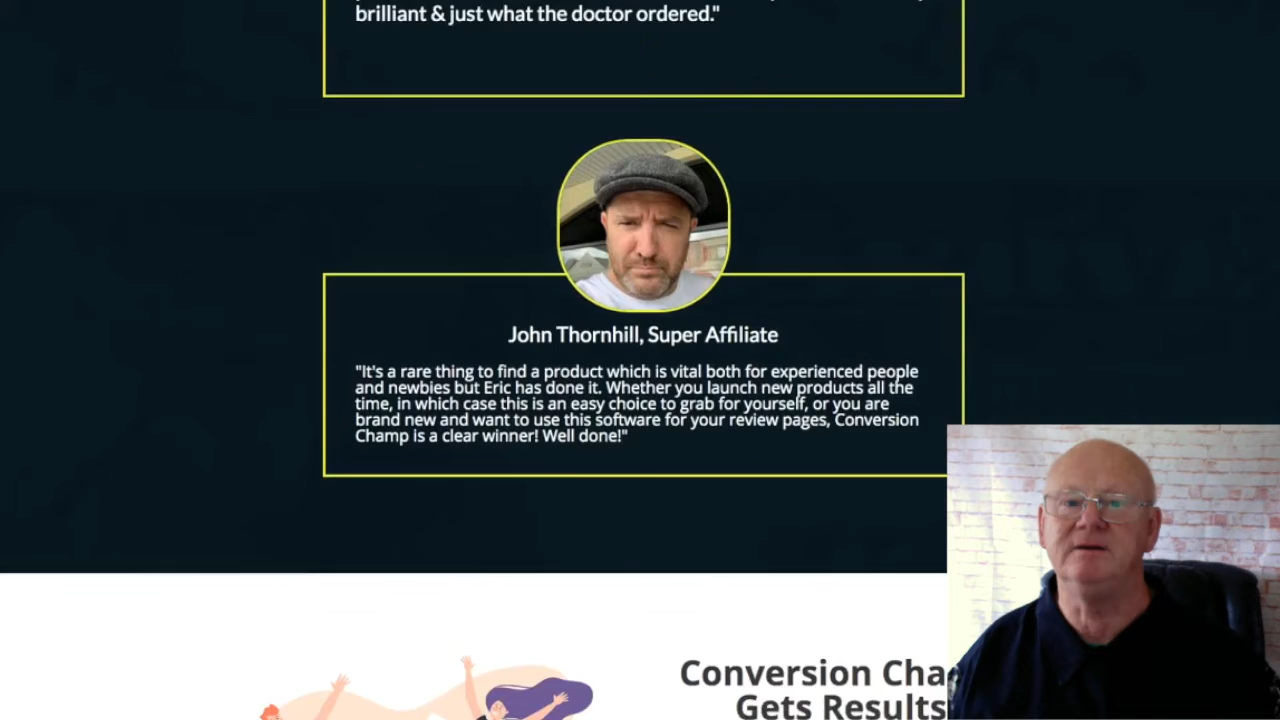 brilliant & just what the doctor ordered."
John Thornhill, Super Affiliate
"It's a rare thing to find a product which is vital both for experienced people
and newbies but Eric has done it. Whether you launch new products all the
time, in which case this is an easy choice to grab for yourself, or you are
brand new and want to use this software for your review pages, Conversion
Champ is a clear winner! Well done!"
Conversion Cha
Gets Results